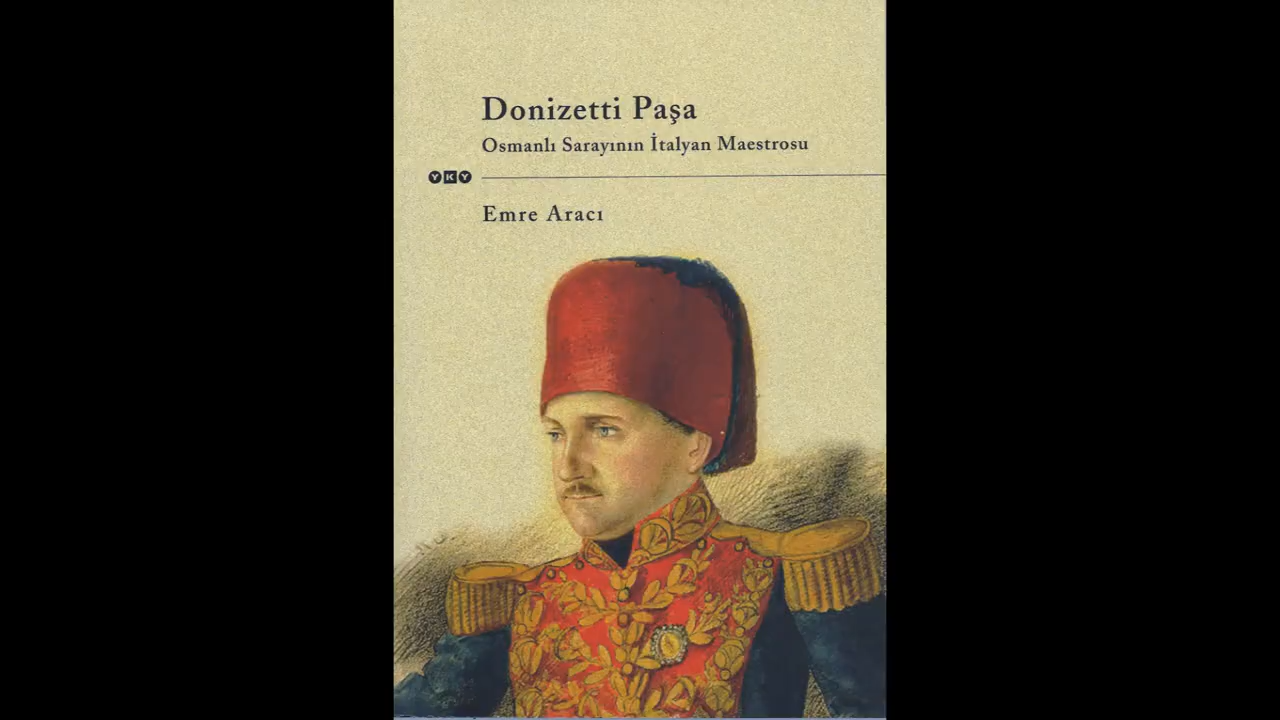 Donizetti Paşa
Osmanlı Sarayının İtalyan Maestrosu
YKY
Emre Aracı